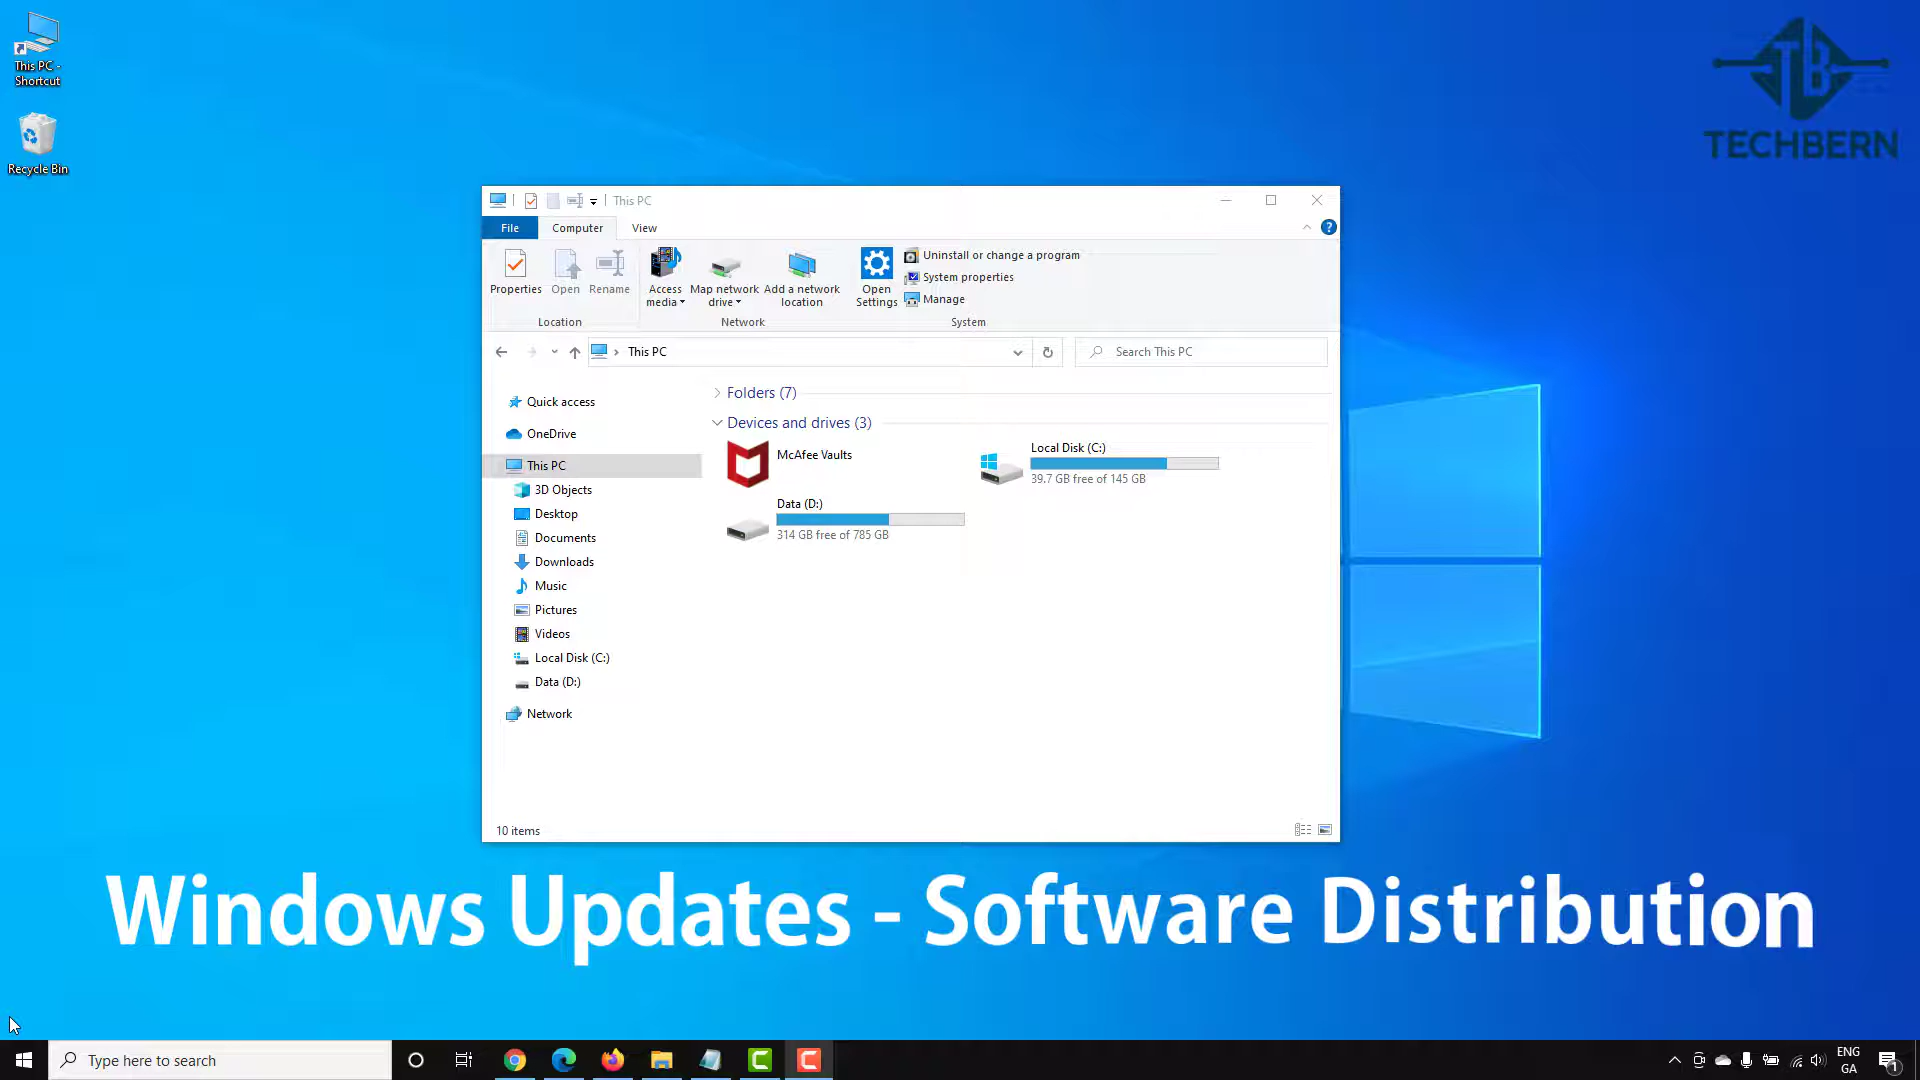 This PC -
Shortcut
Recycle Bin
TB
TECHBERN
This PC
File Computer View
Properties Open Rename
Access
media
Map network
drive
Add a network
location
Open
Settings
Uninstall or change a program
System properties
Manage
Location Network System
This PC
Search This PC
Quick access
OneDrive
This PC
3D Objects
Desktop
Documents
Downloads
Music
Pictures
Videos
Local Disk (C:)
Data (D:)
Network
Folders (7)
Devices and drives (3)
McAfee Vaults
Local Disk (C:)
39.7 GB free of 145 GB
Data (D:)
314 GB free of 785 GB
10 items
Windows Updates - Software Distribution
Type here to search
ENG
GA
1